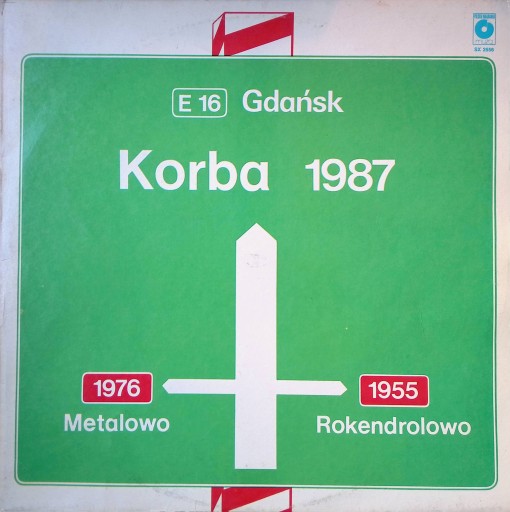 E 16 Gdańsk
Korba 1987
1976
Metalowo
1955
Rokendrolowo